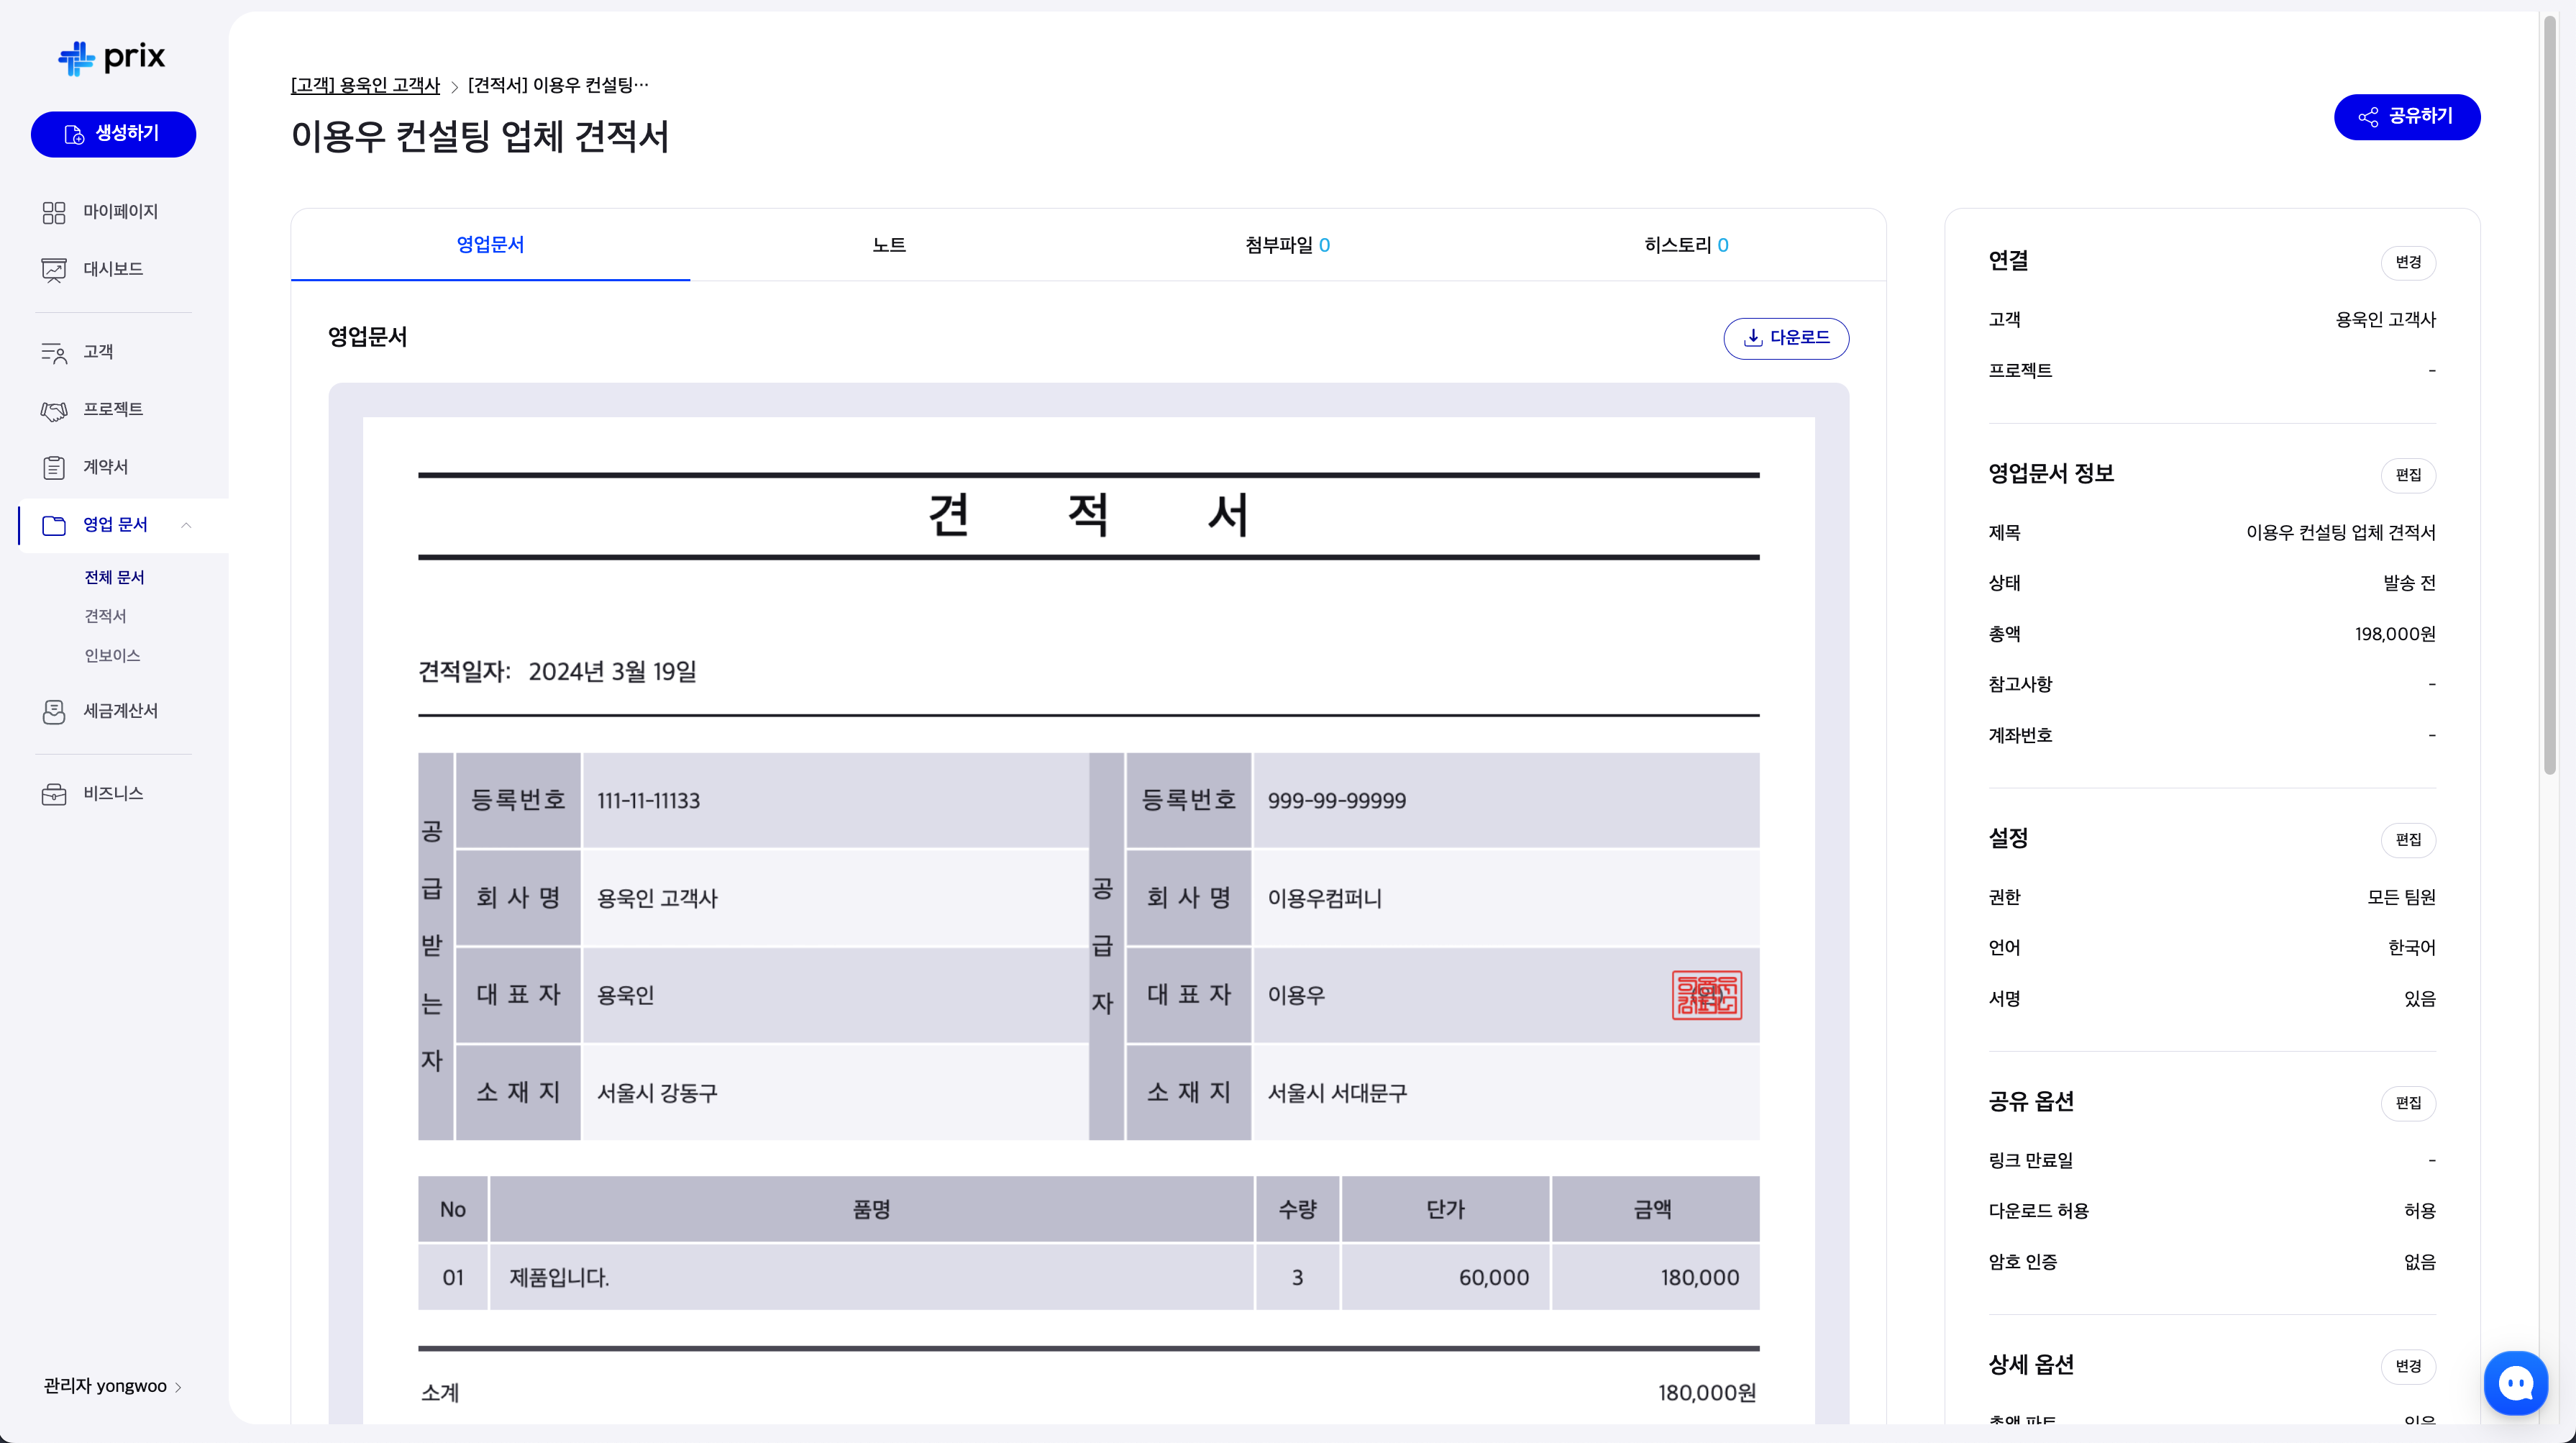 prix
생성하기
마이페이지
대시보드
고객
프로젝트
계약서
영업 문서
전체 문서
견적서
인보이스
세금계산서
비즈니스
관리자 yongwoo
[고객] 용욱인 고객사 > [견적서] 이용우 컨설팅…
이용우 컨설팅 업체 견적서
공유하기
영업문서 노트 첨부파일 0 히스토리 0
영업문서 다운로드
견 적 서
견적일자: 2024년 3월 19일
공급받는자
등록번호 111-11-11133
회사명 용욱인 고객사
대표자 용욱인
소재지 서울시 강동구
공급자
등록번호 999-99-99999
회사명 이용우컴퍼니
대표자 이용우
소재지 서울시 서대문구
No 품명 수량 단가 금액
01 제품입니다. 3 60,000 180,000
소계 180,000원
연결 변경
고객 용욱인 고객사
프로젝트 -
영업문서 정보 편집
제목 이용우 컨설팅 업체 견적서
상태 발송 전
총액 198,000원
참고사항 -
계좌번호 -
설정 편집
권한 모든 팀원
언어 한국어
서명 있음
공유 옵션 편집
링크 만료일 -
다운로드 허용 허용
암호 인증 없음
상세 옵션 변경